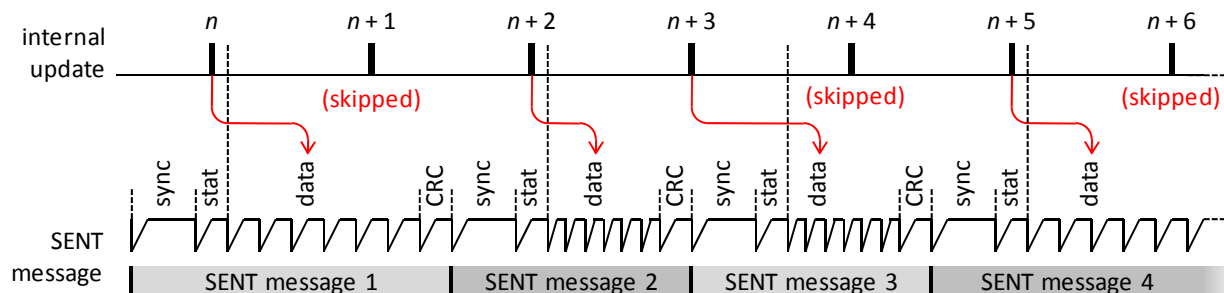 n n + 1 n + 2 n + 3 n + 4 n + 5 n + 6
internal
update
(skipped) (skipped) (skipped)
sync stat data CRC sync stat data CRC sync stat data CRC sync stat data
SENT
message
SENT message 1 SENT message 2 SENT message 3 SENT message 4